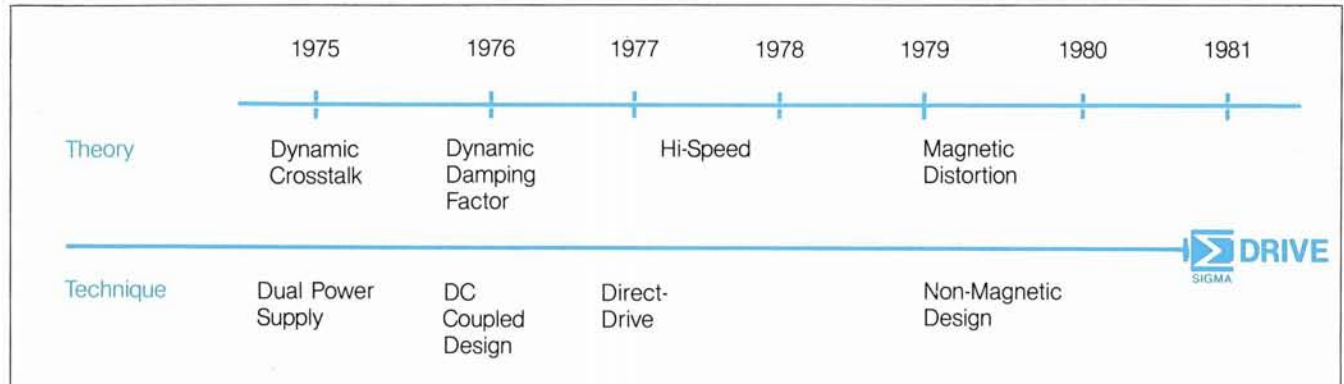 1975 1976 1977 1978 1979 1980 1981
Theory
Dynamic
Crosstalk
Dynamic
Damping
Factor
Hi-Speed
Magnetic
Distortion
Σ DRIVE
SIGMA
Technique
Dual Power
Supply
DC
Coupled
Design
Direct-
Drive
Non-Magnetic
Design